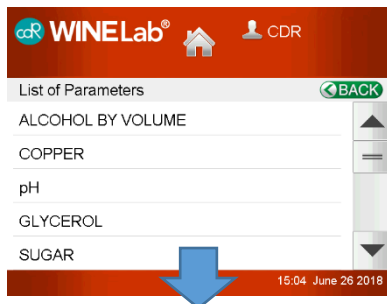 cdR WINELab® CDR
List of Parameters BACK
ALCOHOL BY VOLUME
COPPER
pH
GLYCEROL
SUGAR
15:04 June 26 2018